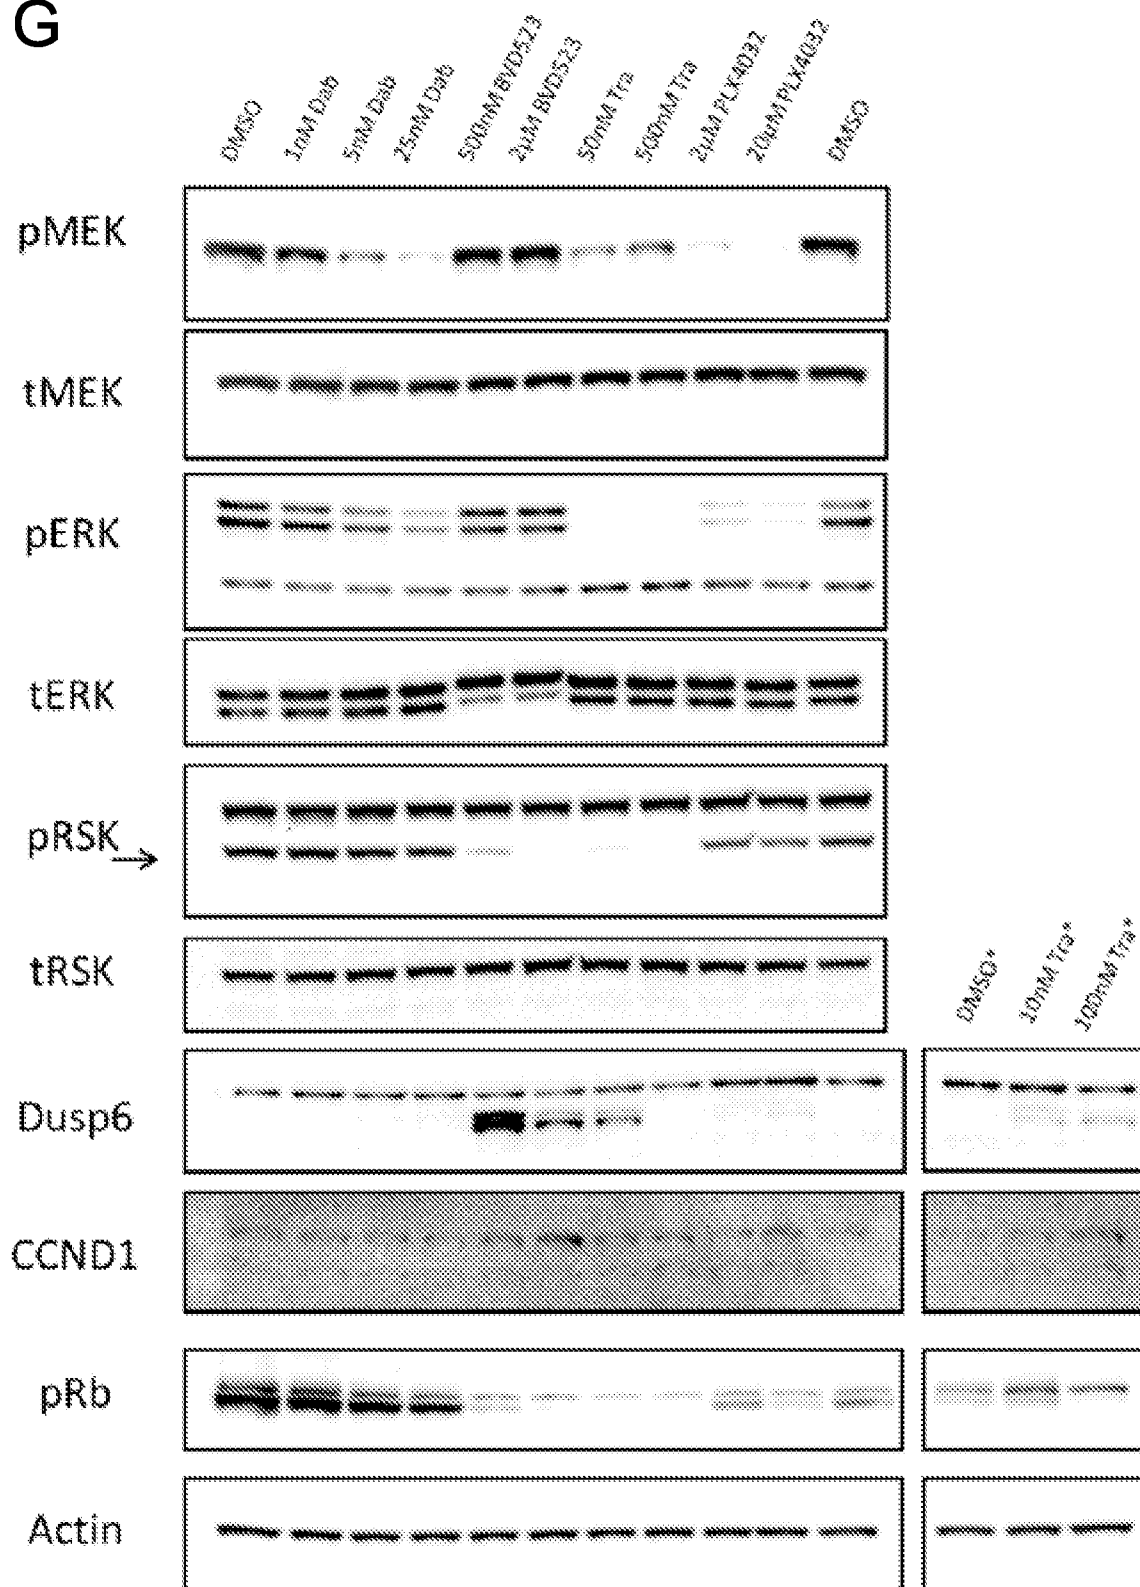 G
DMSO
1nM Dab
5nM Dab
25nM Dab
500nM BVD523
2µM BVD523
50nM Tra
500nM Tra
2µM PLX4032
20µM PLX4032
DMSO
pMEK
tMEK
pERK
tERK
pRSK
tRSK
DMSO*
10nM Tra*
100nM Tra*
Dusp6
CCND1
pRb
Actin